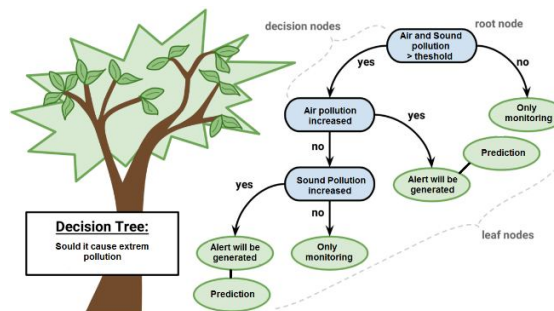 decision nodes
root node
Air and Sound
pollution
> theshold
yes
no
Air pollution
increased
yes
Only
monitoring
no
Prediction
Sound Pollution
increased
Alert will be
generated
yes
no
Decision Tree:
Sould it cause extrem
pollution
Alert will be
generated
Only
monitoring
leaf nodes
Prediction